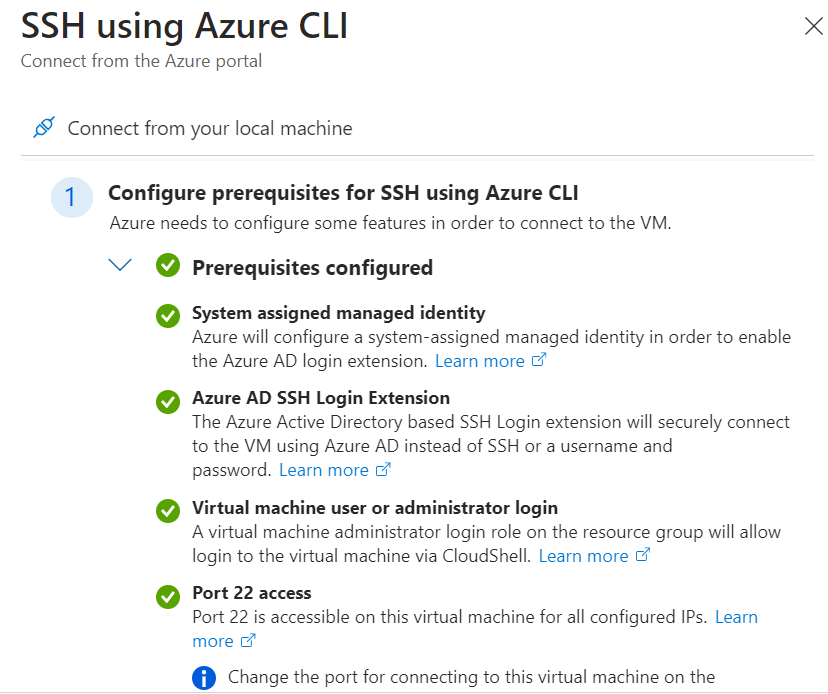 SSH using Azure CLI
Connect from the Azure portal
Connect from your local machine
1
Configure prerequisites for SSH using Azure CLI
Azure needs to configure some features in order to connect to the VM.
Prerequisites configured
System assigned managed identity
Azure will configure a system-assigned managed identity in order to enable
the Azure AD login extension. Learn more
Azure AD SSH Login Extension
The Azure Active Directory based SSH Login extension will securely connect
to the VM using Azure AD instead of SSH or a username and
password. Learn more
Virtual machine user or administrator login
A virtual machine administrator login role on the resource group will allow
login to the virtual machine via CloudShell. Learn more
Port 22 access
Port 22 is accessible on this virtual machine for all configured IPs. Learn
more
Change the port for connecting to this virtual machine on the